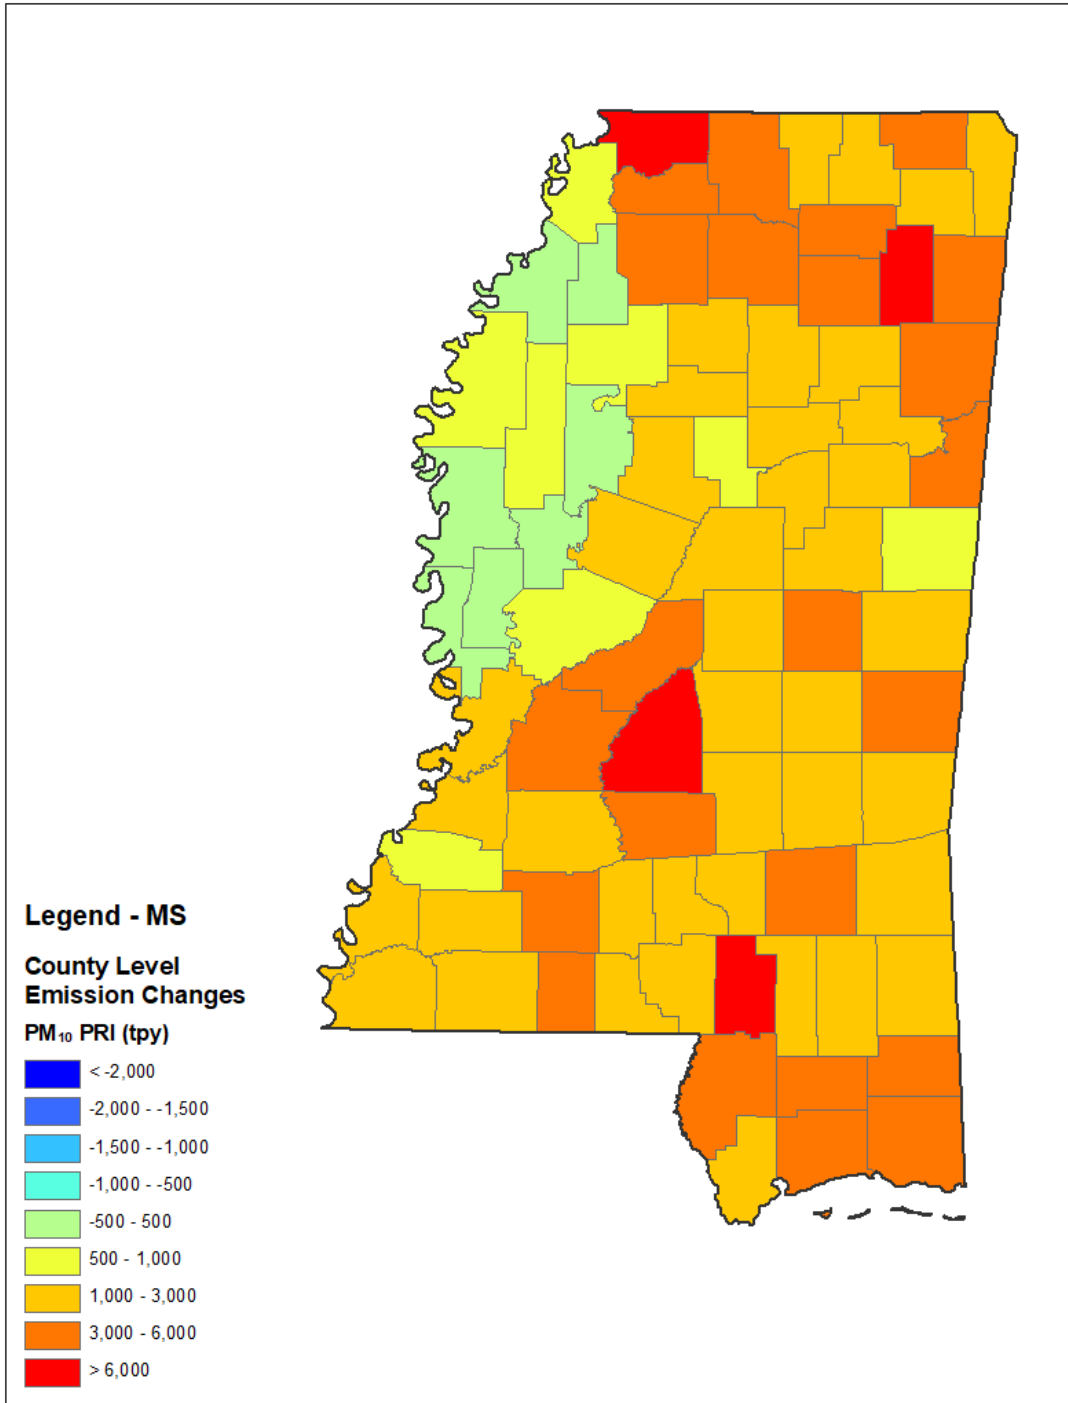 Legend - MS
County Level
Emission Changes
PM₁₀ PRI (tpy)
< -2,000
-2,000 - -1,500
-1,500 - -1,000
-1,000 - -500
-500 - 500
500 - 1,000
1,000 - 3,000
3,000 - 6,000
> 6,000